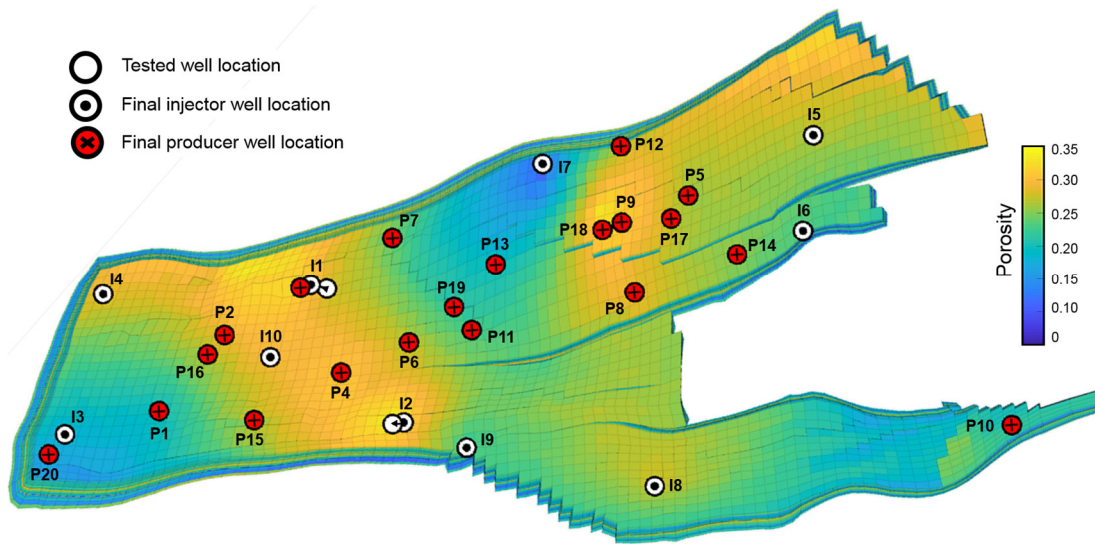 Tested well location
Final injector well location
Final producer well location
I5
P12
I7
P5
0.35
0.30
0.25
0.20
0.15
0.10
0
Porosity
P9
I6
P7
P18
P17
P14
P13
I1
I4
P19
P8
P2
P11
I10
P6
P16
P4
I2
I3
P1
P15
P10
I9
P20
I8